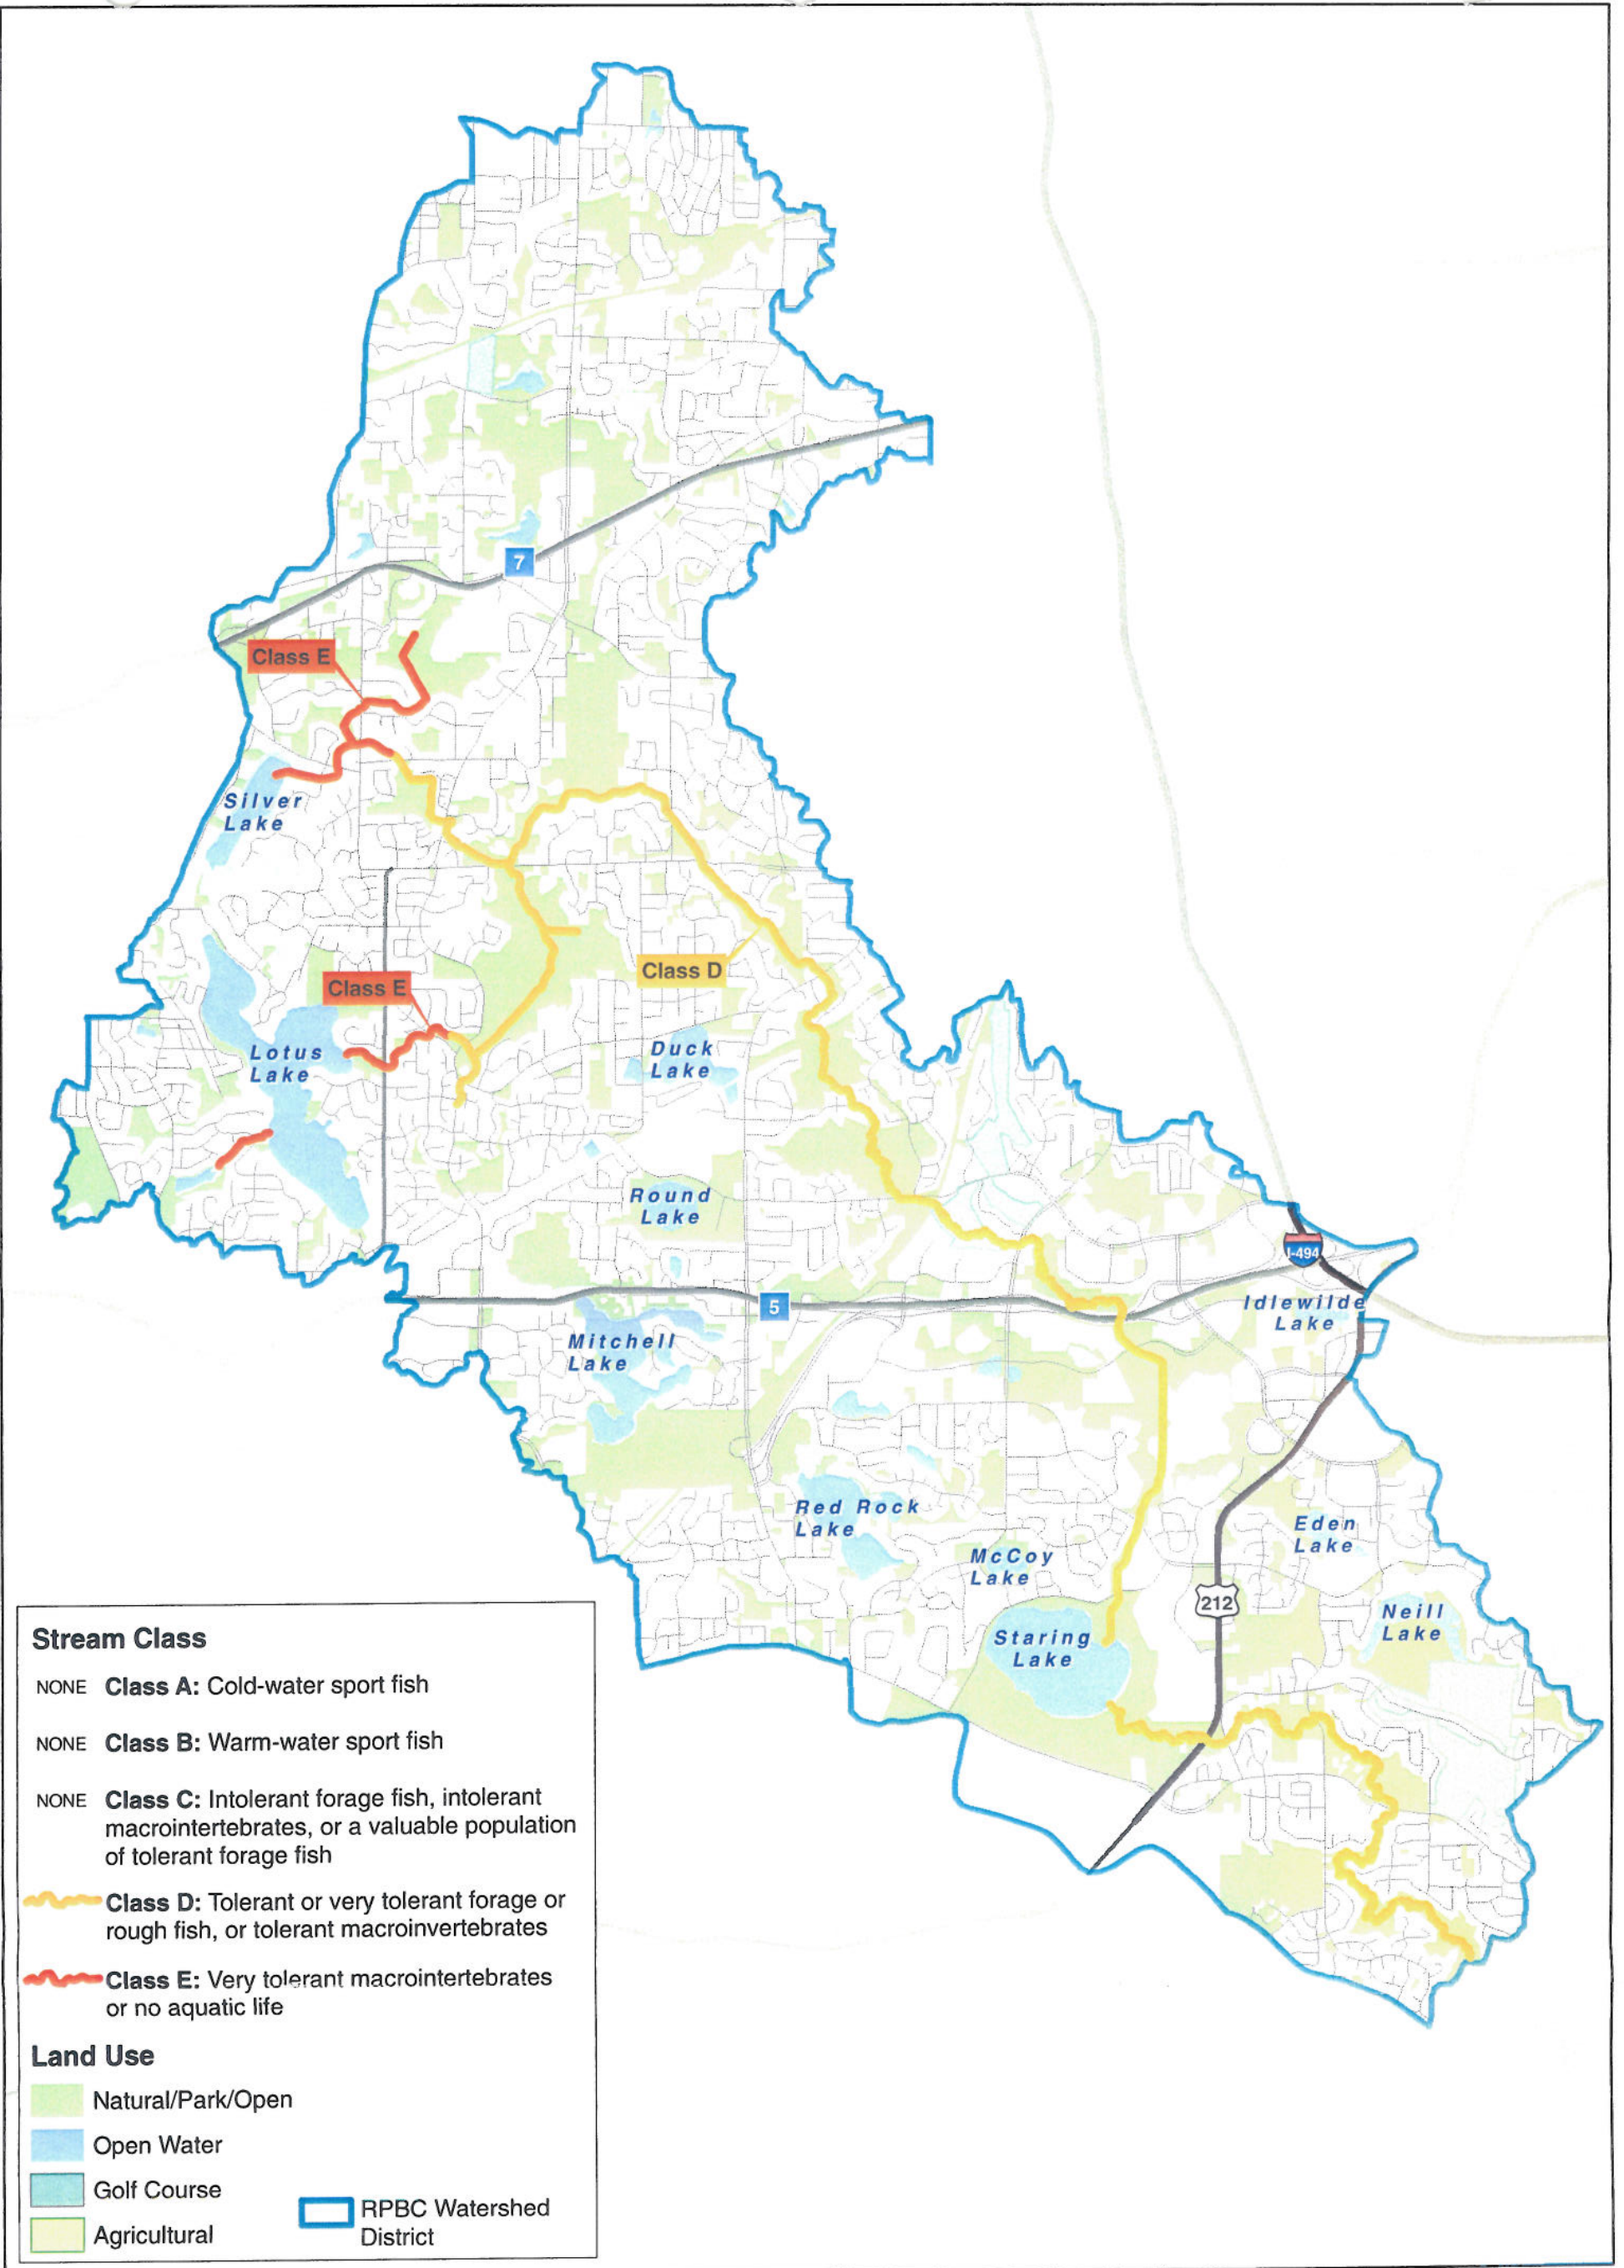 7
Class E
Silver
Lake
Class D
Class E
Lotus
Lake
Duck
Lake
Round
Lake
I-494
5
Idlewilde
Lake
Mitchell
Lake
Red Rock
Lake
Eden
Lake
McCoy
Lake
212
Neill
Lake
Staring
Lake
Stream Class
NONE Class A: Cold-water sport fish
NONE Class B: Warm-water sport fish
NONE Class C: Intolerant forage fish, intolerant
macrointertebrates, or a valuable population
of tolerant forage fish
Class D: Tolerant or very tolerant forage or
rough fish, or tolerant macroinvertebrates
Class E: Very tolerant macrointertebrates
or no aquatic life
Land Use
Natural/Park/Open
Open Water
Golf Course
Agricultural
RPBC Watershed
District